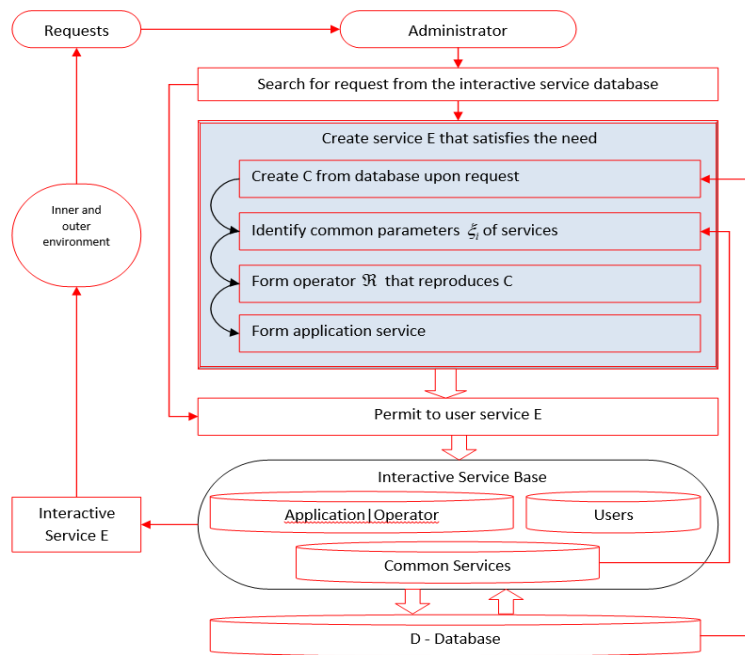 Requests
Administrator
Search for request from the interactive service database
Create service E that satisfies the need
Create C from database upon request
Identify common parameters ξi of services
Form operator ℜ that reproduces C
Form application service
Inner and
outer
environment
Permit to user service E
Interactive Service Base
Application|Operator
Users
Interactive
Service E
Common Services
D - Database